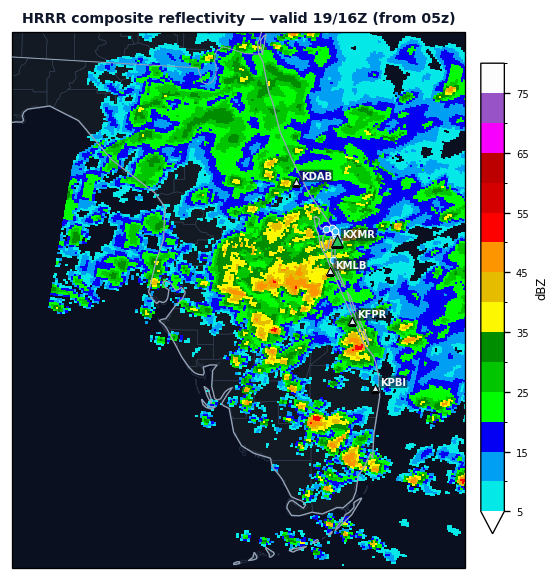 HRRR composite reflectivity — valid 19/16Z (from 05z)
KDAB
KXMR
KMLB
KFPR
KPBI
75
65
55
45
35
25
15
5
dBZ